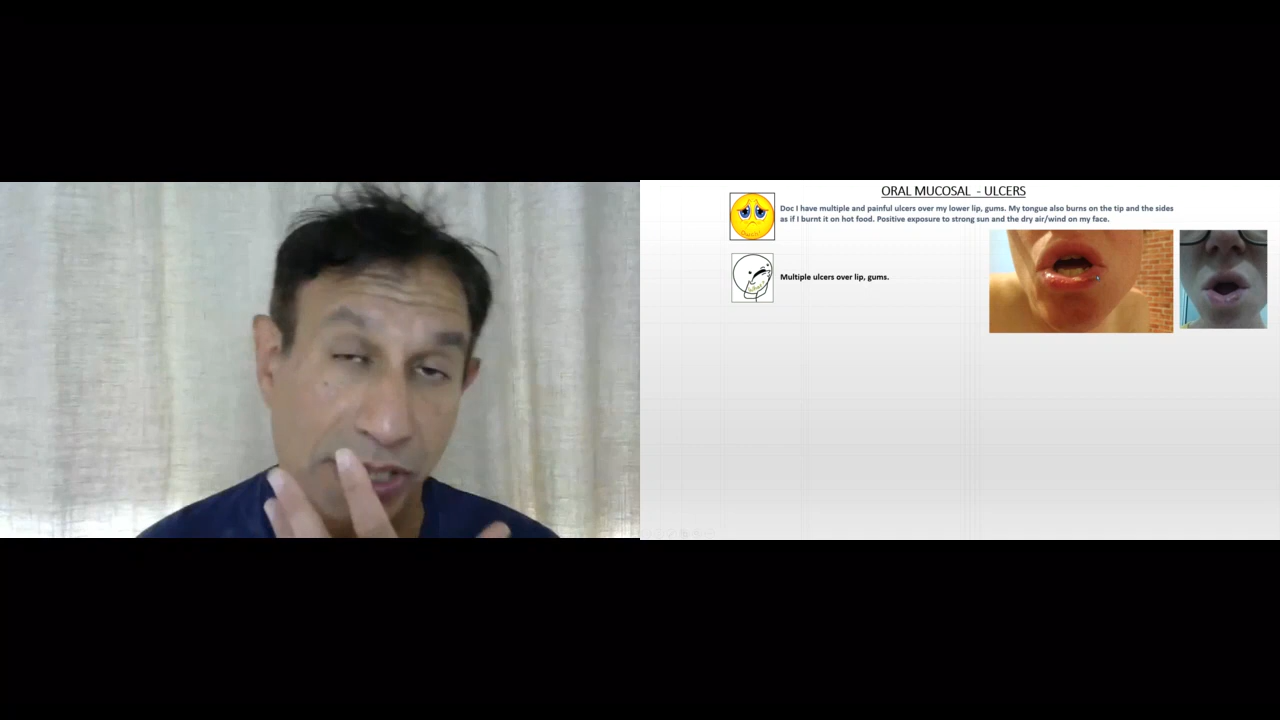 ORAL MUCOSAL - ULCERS
Doc I have multiple and painful ulcers over my lower lip, gums. My tongue also burns on the tip and the sides
as if I burnt it on hot food. Positive exposure to strong sun and the dry air/wind on my face.
Multiple ulcers over lip, gums.